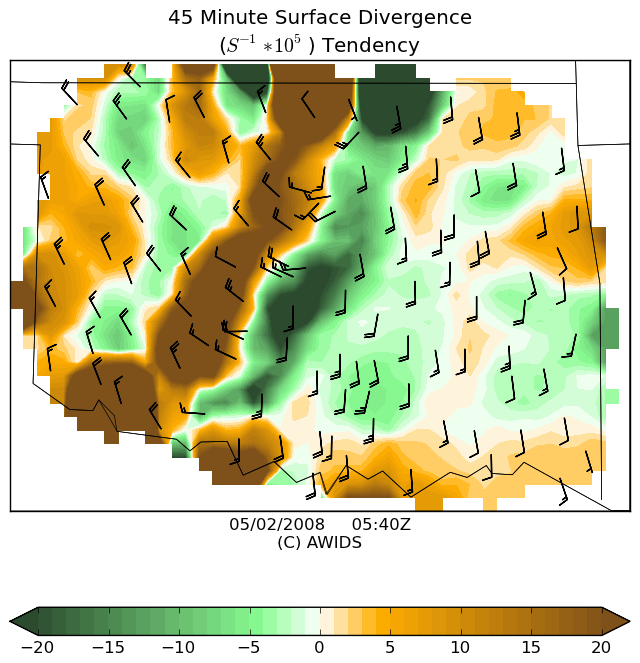 45 Minute Surface Divergence
(S⁻¹ *10⁵ ) Tendency
05/02/2008 05:40Z
(C) AWIDS
−20 −15 −10 −5 0 5 10 15 20